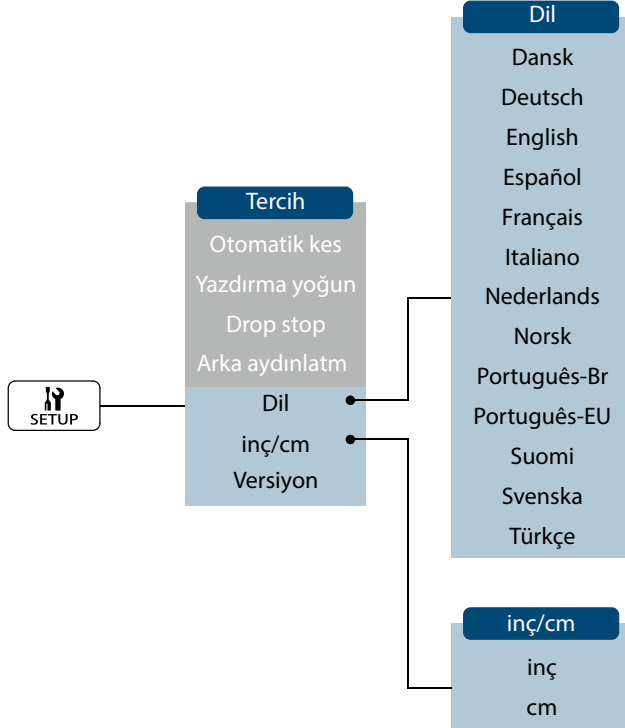 SETUP
Tercih
Otomatik kes
Yazdırma yoğun
Drop stop
Arka aydınlatm
Dil
inç/cm
Versiyon
Dil
Dansk
Deutsch
English
Español
Français
Italiano
Nederlands
Norsk
Português-Br
Português-EU
Suomi
Svenska
Türkçe
inç/cm
inç
cm